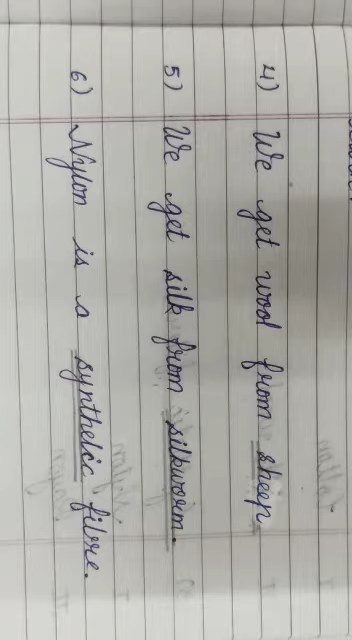 4) We get wool from sheep.
5) We get silk from silkworm.
6) Nylon is a synthetic fibre.